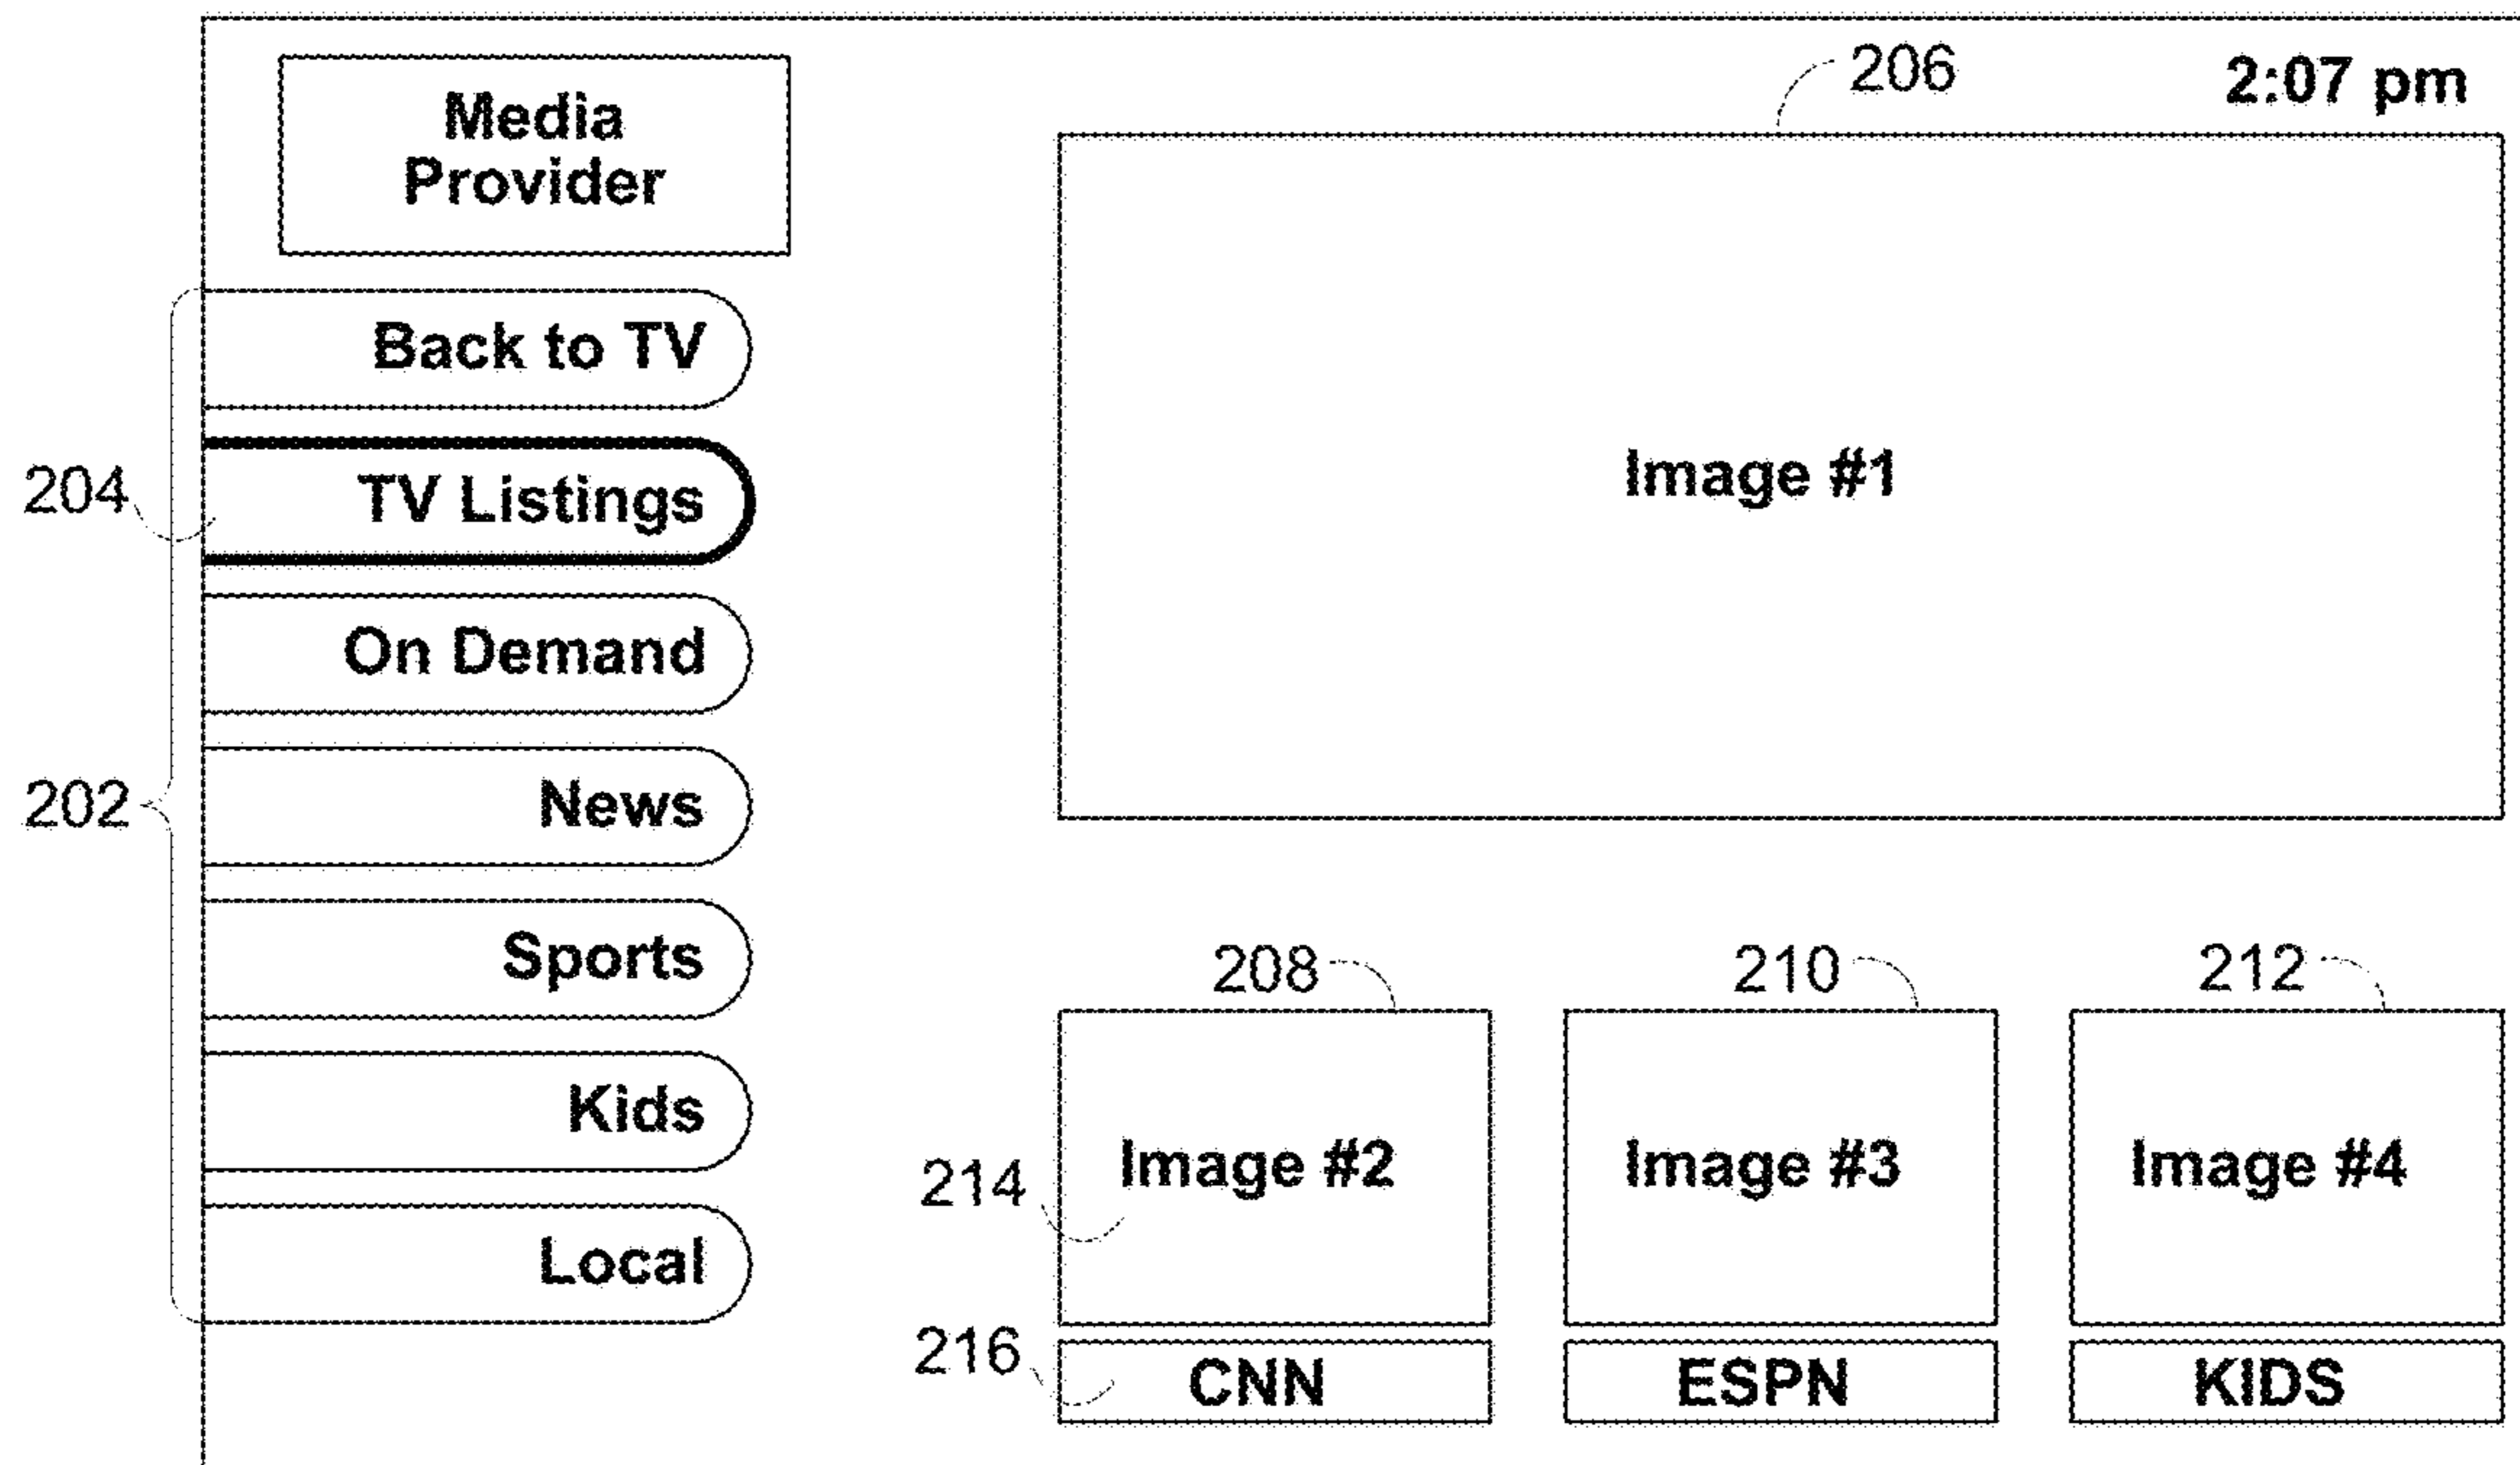 206
2:07 pm
Media
Provider
Back to TV
204
TV Listings
Image #1
On Demand
202
News
Sports
208
210
212
Kids
214
Image #2
Image #3
Image #4
Local
216
CNN
ESPN
KIDS